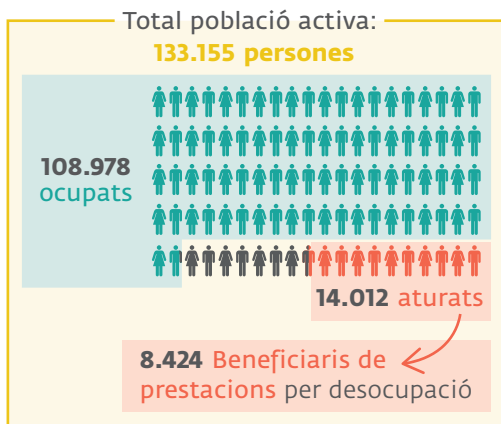 Total població activa:
133.155 persones
108.978
ocupats
14.012 aturats
8.424 Beneficiaris de
prestacions per desocupació